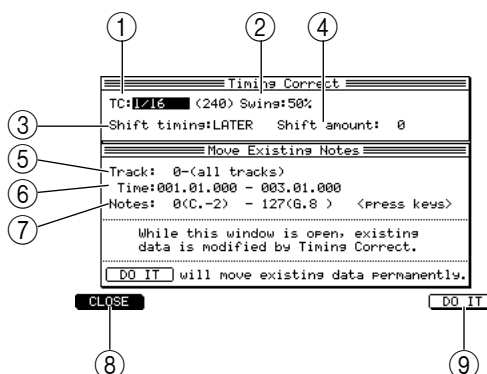 ① ② ④
Timing Correct
TC:1/16 (240) Swing:50%
③ Shift timing:LATER Shift amount: 0
Move Existing Notes
⑤ Track: 0-(all tracks)
⑥ Time:001.01.000 - 003.01.000
⑦ Notes: 0(C.-2) - 127(G.8 ) <press keys>
While this window is open, existing
data is modified by Timing Correct.
DO IT will move existing data permanently.
CLOSE DO IT
⑧ ⑨